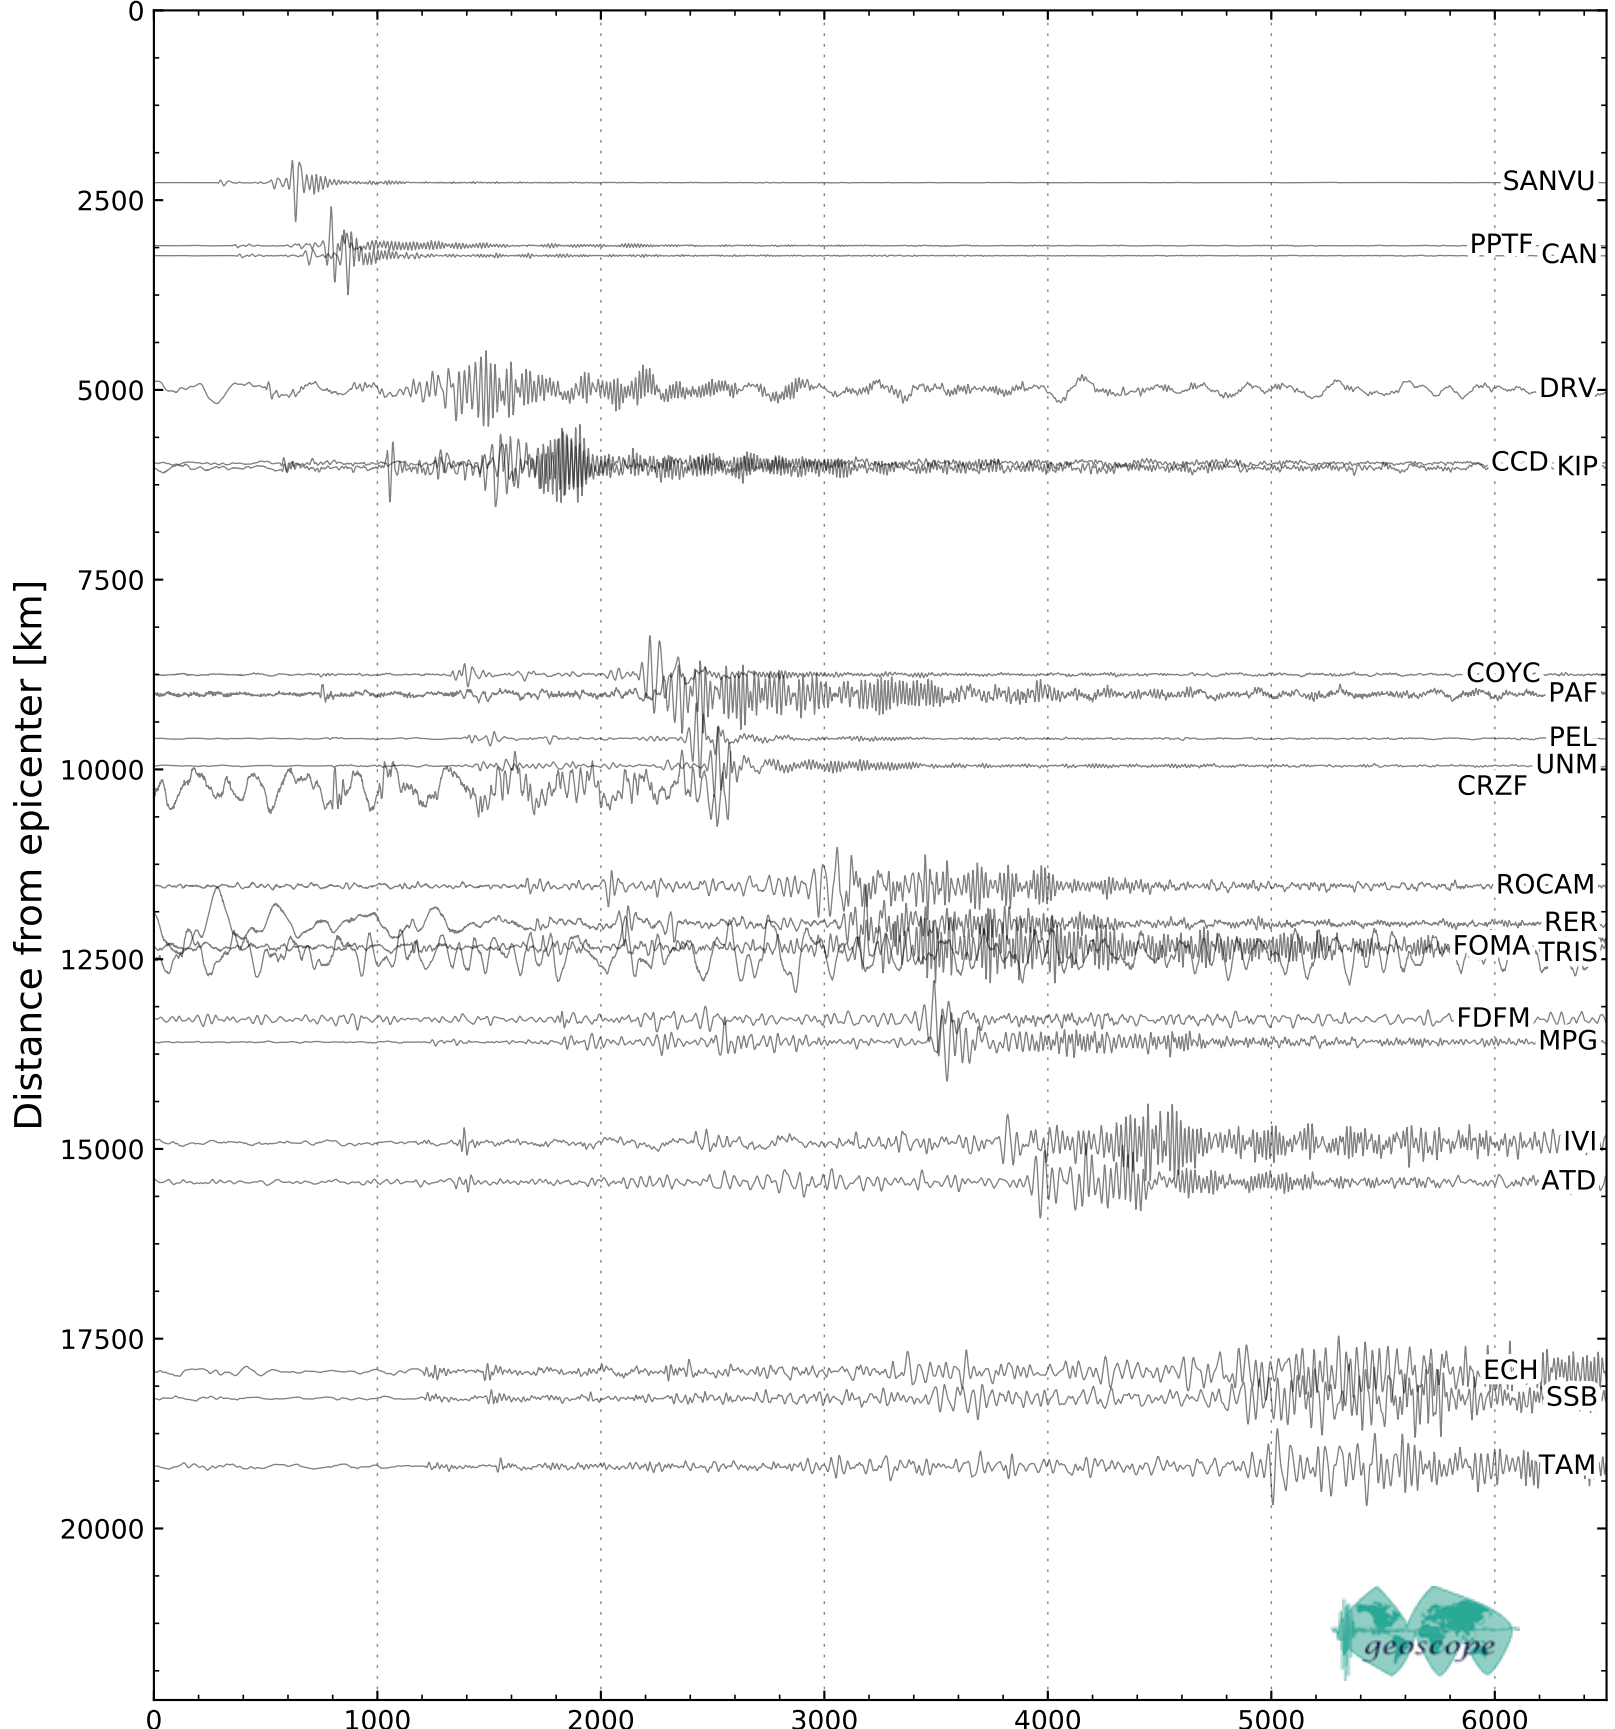 0
SANVU
2500
PPTF
CAN
5000
DRV
CCD KIP
7500
COYC
PAF
PEL
10000
UNM
CRZF
ROCAM
RER
12500
FOMA TRIS
FDFM
MPG
15000
IVI
ATD
17500
ECH
SSB
TAM
20000
Distance from epicenter [km]
geoscope
0 1000 2000 3000 4000 5000 6000